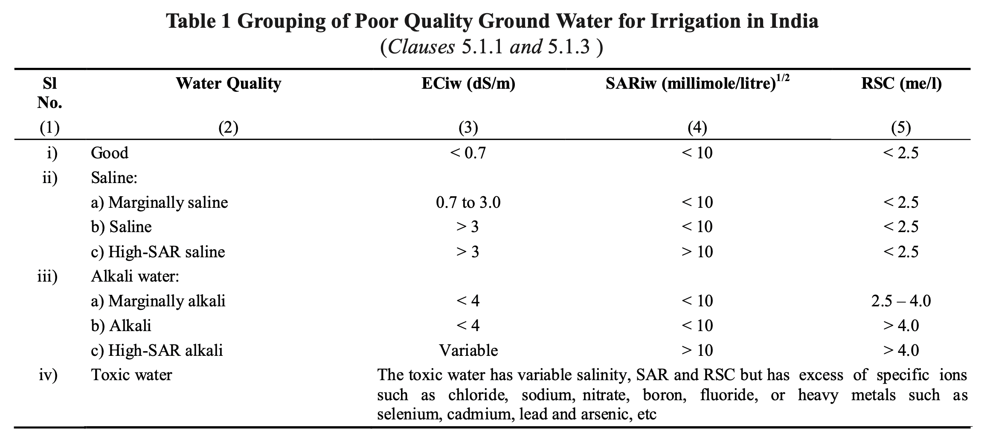 Table 1 Grouping of Poor Quality Ground Water for Irrigation in India
(Clauses 5.1.1 and 5.1.3 )
Sl No. Water Quality ECiw (dS/m) SARiw (millimole/litre)1/2 RSC (me/l)
(1) (2) (3) (4) (5)
i) Good < 0.7 < 10 < 2.5
ii) Saline:
a) Marginally saline 0.7 to 3.0 < 10 < 2.5
b) Saline > 3 < 10 < 2.5
c) High-SAR saline > 3 > 10 < 2.5
iii) Alkali water:
a) Marginally alkali < 4 < 10 2.5 – 4.0
b) Alkali < 4 < 10 > 4.0
c) High-SAR alkali Variable > 10 > 4.0
iv) Toxic water The toxic water has variable salinity, SAR and RSC but has excess of specific ions
such as chloride, sodium, nitrate, boron, fluoride, or heavy metals such as
selenium, cadmium, lead and arsenic, etc